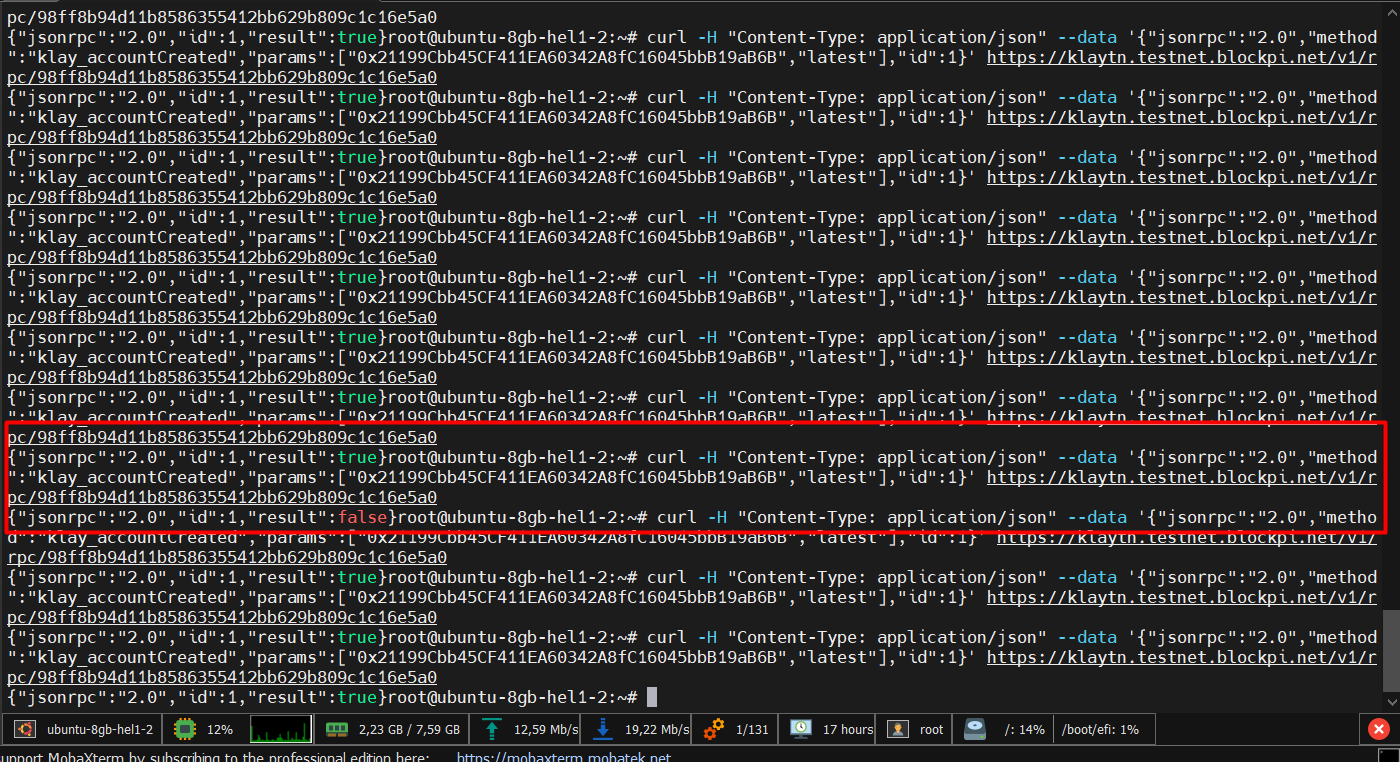 pc/98ff8b94d11b8586355412bb629b809c1c16e5a0
{"jsonrpc":"2.0","id":1,"result":true}root@ubuntu-8gb-hel1-2:~# curl -H "Content-Type: application/json" --data '{"jsonrpc":"2.0","method
":"klay_accountCreated","params":["0x21199Cbb45CF411EA60342A8fC16045bbB19aB6B","latest"],"id":1}' https://klaytn.testnet.blockpi.net/v1/r
pc/98ff8b94d11b8586355412bb629b809c1c16e5a0
{"jsonrpc":"2.0","id":1,"result":true}root@ubuntu-8gb-hel1-2:~# curl -H "Content-Type: application/json" --data '{"jsonrpc":"2.0","method
":"klay_accountCreated","params":["0x21199Cbb45CF411EA60342A8fC16045bbB19aB6B","latest"],"id":1}' https://klaytn.testnet.blockpi.net/v1/r
pc/98ff8b94d11b8586355412bb629b809c1c16e5a0
{"jsonrpc":"2.0","id":1,"result":true}root@ubuntu-8gb-hel1-2:~# curl -H "Content-Type: application/json" --data '{"jsonrpc":"2.0","method
":"klay_accountCreated","params":["0x21199Cbb45CF411EA60342A8fC16045bbB19aB6B","latest"],"id":1}' https://klaytn.testnet.blockpi.net/v1/r
pc/98ff8b94d11b8586355412bb629b809c1c16e5a0
{"jsonrpc":"2.0","id":1,"result":true}root@ubuntu-8gb-hel1-2:~# curl -H "Content-Type: application/json" --data '{"jsonrpc":"2.0","method
":"klay_accountCreated","params":["0x21199Cbb45CF411EA60342A8fC16045bbB19aB6B","latest"],"id":1}' https://klaytn.testnet.blockpi.net/v1/r
pc/98ff8b94d11b8586355412bb629b809c1c16e5a0
{"jsonrpc":"2.0","id":1,"result":true}root@ubuntu-8gb-hel1-2:~# curl -H "Content-Type: application/json" --data '{"jsonrpc":"2.0","method
":"klay_accountCreated","params":["0x21199Cbb45CF411EA60342A8fC16045bbB19aB6B","latest"],"id":1}' https://klaytn.testnet.blockpi.net/v1/r
pc/98ff8b94d11b8586355412bb629b809c1c16e5a0
{"jsonrpc":"2.0","id":1,"result":true}root@ubuntu-8gb-hel1-2:~# curl -H "Content-Type: application/json" --data '{"jsonrpc":"2.0","method
":"klay_accountCreated","params":["0x21199Cbb45CF411EA60342A8fC16045bbB19aB6B","latest"],"id":1}' https://klaytn.testnet.blockpi.net/v1/r
pc/98ff8b94d11b8586355412bb629b809c1c16e5a0
{"jsonrpc":"2.0","id":1,"result":true}root@ubuntu-8gb-hel1-2:~# curl -H "Content-Type: application/json" --data '{"jsonrpc":"2.0","method
":"klay_accountCreated","params":["0x21199Cbb45CF411EA60342A8fC16045bbB19aB6B","latest"],"id":1}' https://klaytn.testnet.blockpi.net/v1/r
pc/98ff8b94d11b8586355412bb629b809c1c16e5a0
{"jsonrpc":"2.0","id":1,"result":true}root@ubuntu-8gb-hel1-2:~# curl -H "Content-Type: application/json" --data '{"jsonrpc":"2.0","method
":"klay_accountCreated","params":["0x21199Cbb45CF411EA60342A8fC16045bbB19aB6B","latest"],"id":1}' https://klaytn.testnet.blockpi.net/v1/r
pc/98ff8b94d11b8586355412bb629b809c1c16e5a0
{"jsonrpc":"2.0","id":1,"result":false}root@ubuntu-8gb-hel1-2:~# curl -H "Content-Type: application/json" --data '{"jsonrpc":"2.0","metho
d":"klay_accountCreated","params":["0x21199Cbb45CF411EA60342A8fC16045bbB19aB6B","latest"],"id":1}' https://klaytn.testnet.blockpi.net/v1/
rpc/98ff8b94d11b8586355412bb629b809c1c16e5a0
{"jsonrpc":"2.0","id":1,"result":true}root@ubuntu-8gb-hel1-2:~# curl -H "Content-Type: application/json" --data '{"jsonrpc":"2.0","method
":"klay_accountCreated","params":["0x21199Cbb45CF411EA60342A8fC16045bbB19aB6B","latest"],"id":1}' https://klaytn.testnet.blockpi.net/v1/r
pc/98ff8b94d11b8586355412bb629b809c1c16e5a0
{"jsonrpc":"2.0","id":1,"result":true}root@ubuntu-8gb-hel1-2:~# curl -H "Content-Type: application/json" --data '{"jsonrpc":"2.0","method
":"klay_accountCreated","params":["0x21199Cbb45CF411EA60342A8fC16045bbB19aB6B","latest"],"id":1}' https://klaytn.testnet.blockpi.net/v1/r
pc/98ff8b94d11b8586355412bb629b809c1c16e5a0
{"jsonrpc":"2.0","id":1,"result":true}root@ubuntu-8gb-hel1-2:~#
ubuntu-8gb-hel1-2 12% 2,23 GB / 7,59 GB 12,59 Mb/s 19,22 Mb/s 1/131 17 hours root /: 14% /boot/efi: 1%
upport MobaXterm by subscribing to the professional edition here: https://mobaxterm.mobatek.net